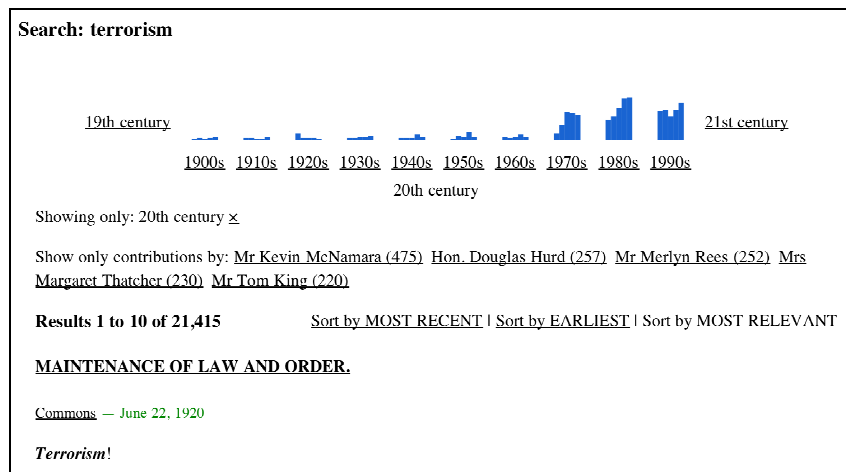 Search: terrorism
19th century
21st century
1900s 1910s 1920s 1930s 1940s 1950s 1960s 1970s 1980s 1990s
20th century
Showing only: 20th century ×
Show only contributions by: Mr Kevin McNamara (475) Hon. Douglas Hurd (257) Mr Merlyn Rees (252) Mrs
Margaret Thatcher (230) Mr Tom King (220)
Results 1 to 10 of 21,415 Sort by MOST RECENT | Sort by EARLIEST | Sort by MOST RELEVANT
MAINTENANCE OF LAW AND ORDER.
Commons — June 22, 1920
Terrorism!